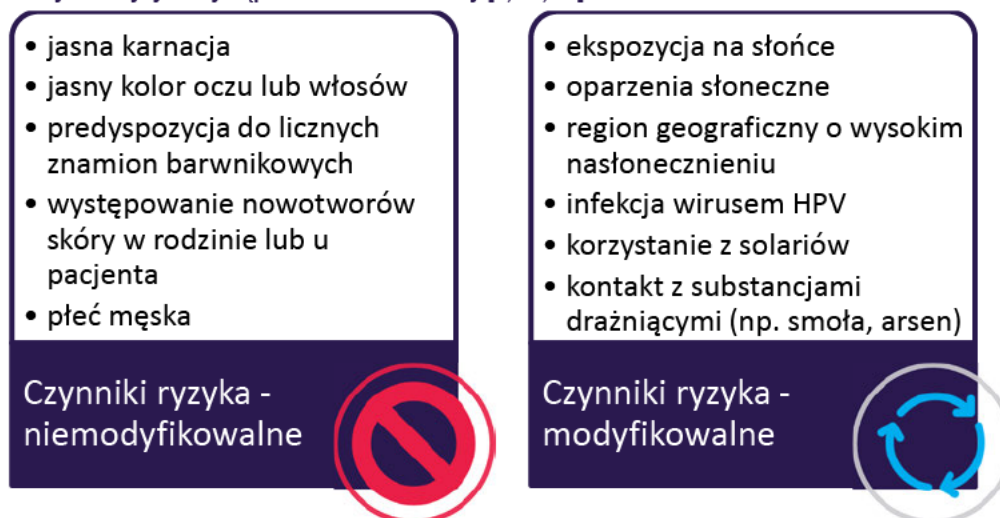 • jasna karnacja
• jasny kolor oczu lub włosów
• predyspozycja do licznych
znamion barwnikowych
• występowanie nowotworów
skóry w rodzinie lub u
pacjenta
• płeć męska
Czynniki ryzyka -
niemodyfikowalne
• ekspozycja na słońce
• oparzenia słoneczne
• region geograficzny o wysokim
nasłonecznieniu
• infekcja wirusem HPV
• korzystanie z solariów
• kontakt z substancjami
drażniącymi (np. smoła, arsen)
Czynniki ryzyka -
modyfikowalne